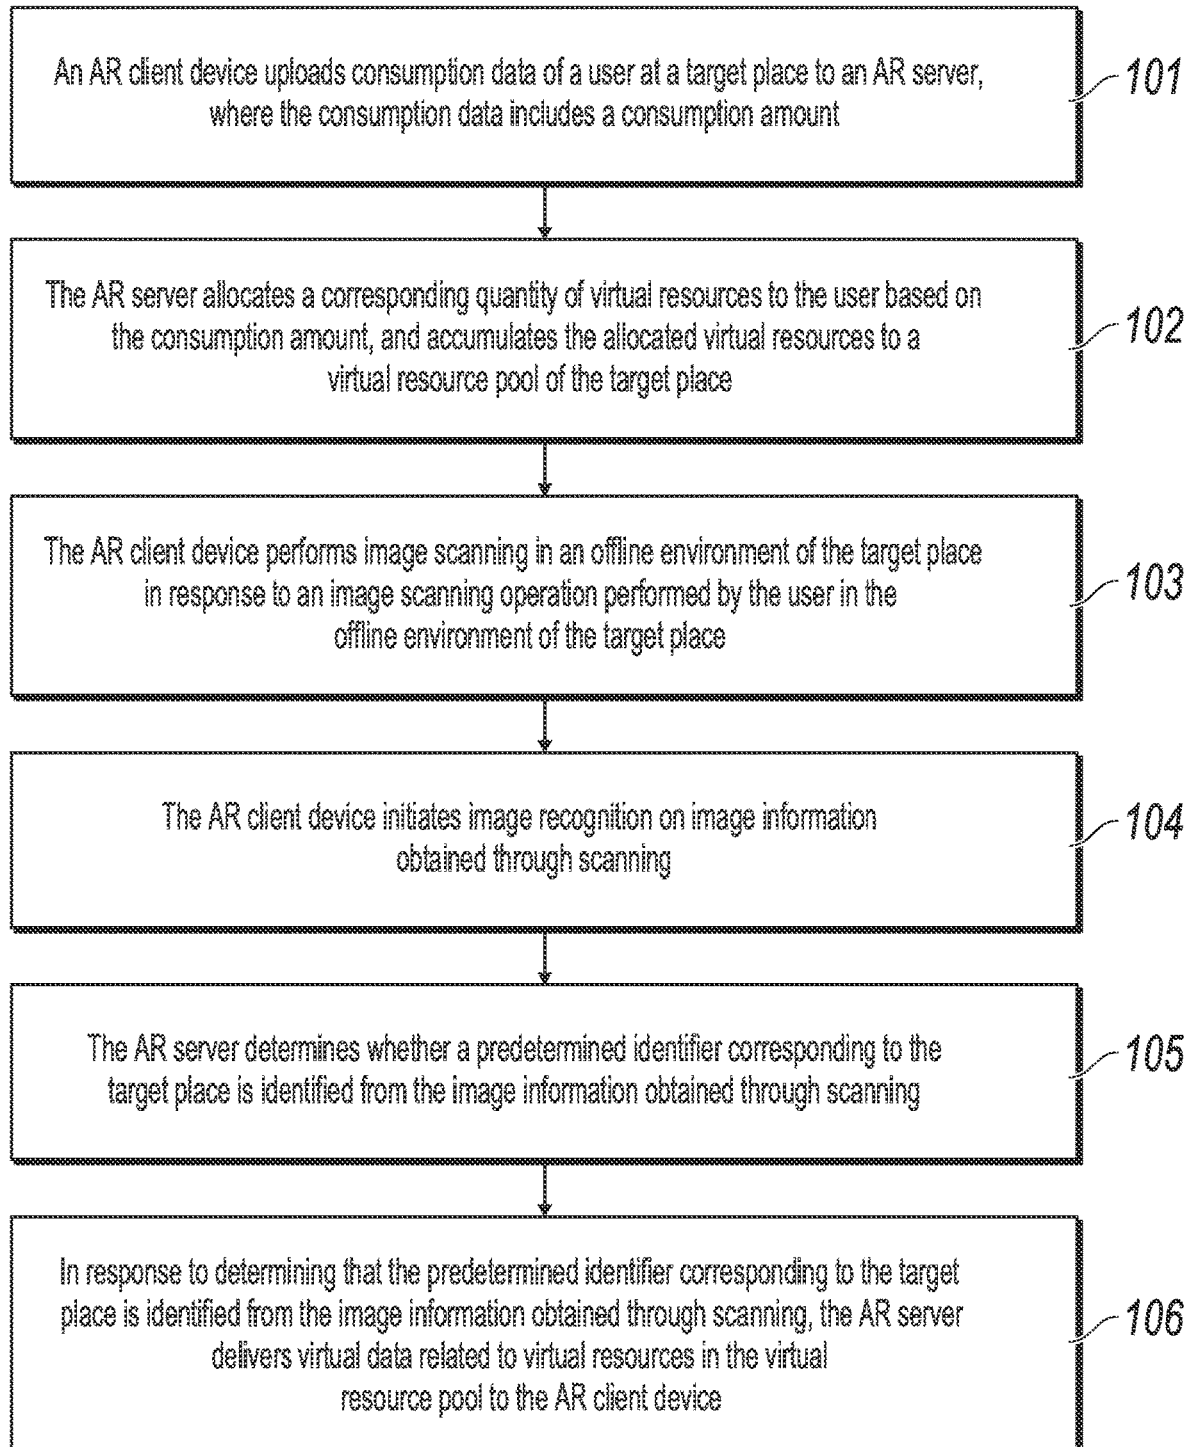 An AR client device uploads consumption data of a user at a target place to an AR server,
where the consumption data includes a consumption amount
101
The AR server allocates a corresponding quantity of virtual resources to the user based on
the consumption amount, and accumulates the allocated virtual resources to a
virtual resource pool of the target place
102
The AR client device performs image scanning in an offline environment of the target place
in response to an image scanning operation performed by the user in the
offline environment of the target place
103
The AR client device initiates image recognition on image information
obtained through scanning
104
The AR server determines whether a predetermined identifier corresponding to the
target place is identified from the image information obtained through scanning
105
In response to determining that the predetermined identifier corresponding to the target
place is identified from the image information obtained through scanning, the AR server
delivers virtual data related to virtual resources in the virtual
resource pool to the AR client device
106